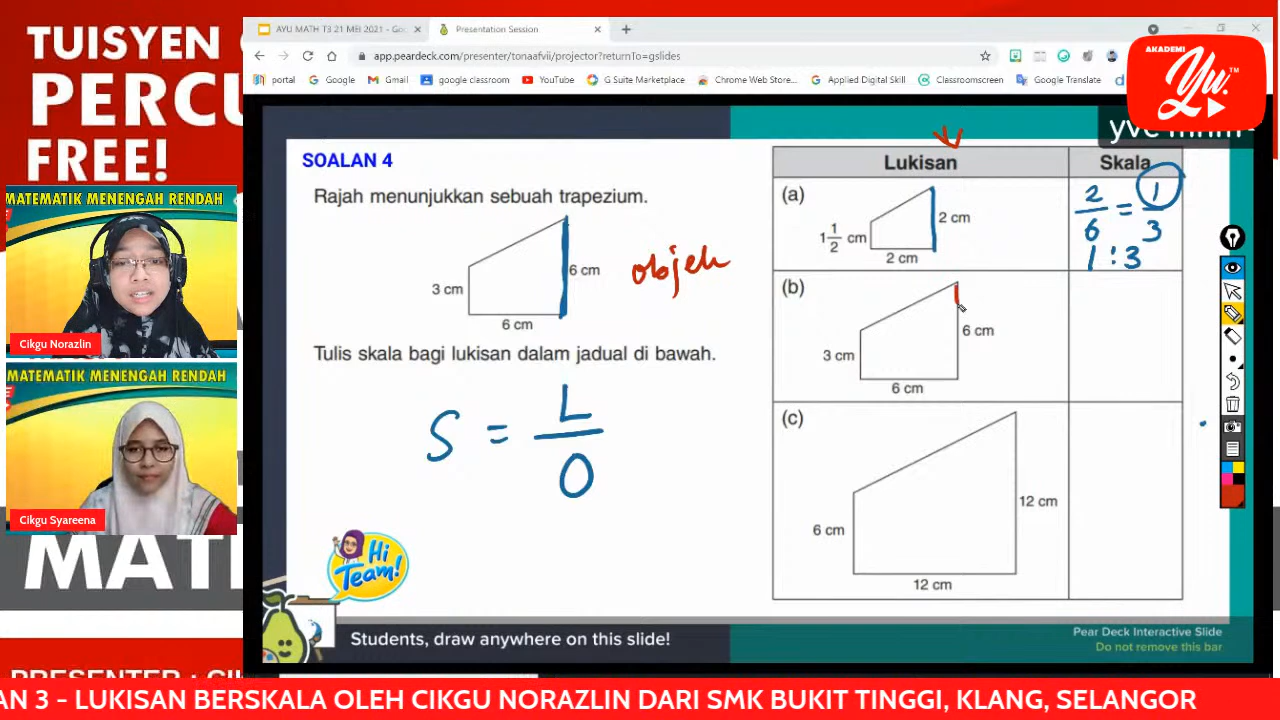 TUISYEN
PERCU
FREE!
MATEMATIK MENENGAH RENDAH
Cikgu Norazlin
MATEMATIK MENENGAH RENDAH
Cikgu Syareena
MATE
AYU MATH T3 21 MEI 2021 - Goo
Presentation Session
app.peardeck.com/presenter/tonaafvii/projector?returnTo=gslides
portal
Google
Gmail
google classroom
YouTube
G Suite Marketplace
Chrome Web Store...
Applied Digital Skill
Classroomscreen
Google Translate
AKADEMI
Yu.
TM
SOALAN 4
Rajah menunjukkan sebuah trapezium.
3 cm
6 cm
6 cm
objek
Tulis skala bagi lukisan dalam jadual di bawah.
S = L
O
Hi
Team!
Lukisan
Skala
(a)
1 1/2 cm
2 cm
2 cm
2/6 = 1/3
1:3
(b)
3 cm
6 cm
6 cm
(c)
6 cm
12 cm
12 cm
Students, draw anywhere on this slide!
Pear Deck Interactive Slide
Do not remove this bar
AN 3 - LUKISAN BERSKALA OLEH CIKGU NORAZLIN DARI SMK BUKIT TINGGI, KLANG, SELANGOR